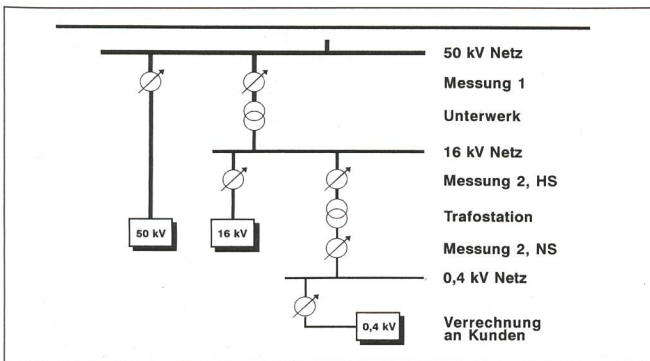 50 kV Netz
Messung 1
Unterwerk
16 kV Netz
Messung 2, HS
Trafostation
50 kV
16 kV
Messung 2, NS
0,4 kV Netz
0,4 kV
Verrechnung
an Kunden